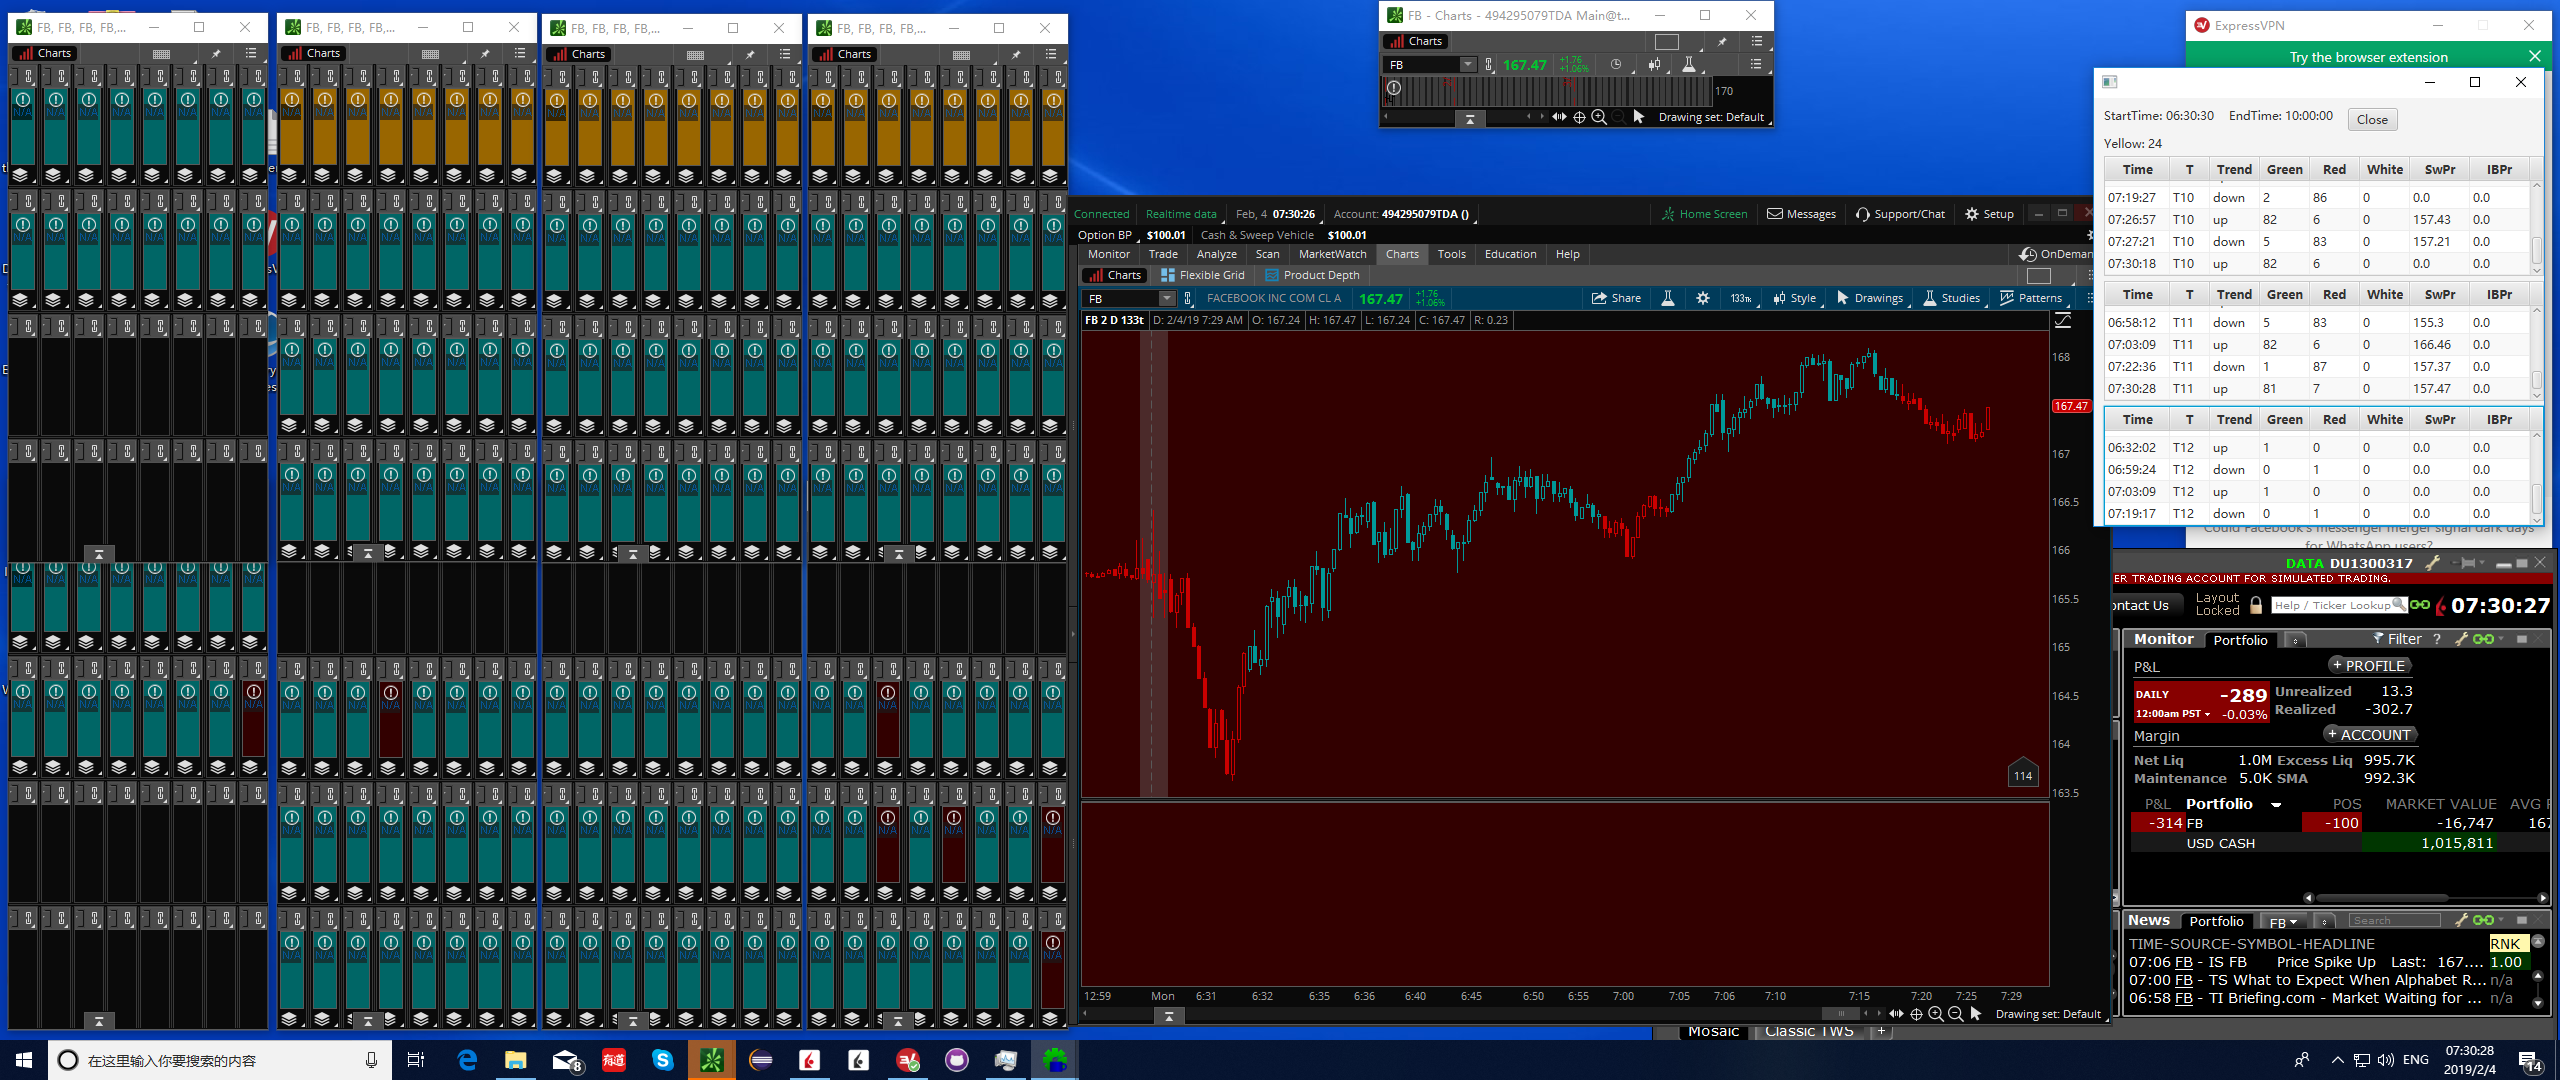 FB, FB, FB, FB,...
FB, FB, FB, FB,...
FB, FB, FB, FB,...
FB, FB, FB, FB,...
Charts
Charts
Charts
Charts
FB - Charts - 494295079TDA Main@t...
Charts
FB
167.47
+1.76
+1.06%
170
Drawing set: Default
ExpressVPN
Try the browser extension
StartTime: 06:30:30 EndTime: 10:00:00 Close
Yellow: 24
Time T Trend Green Red White SwPr IBPr
07:19:27 T10 down 2 86 0 0.0 0.0
07:26:57 T10 up 82 6 0 157.43 0.0
07:27:21 T10 down 5 83 0 157.21 0.0
07:30:18 T10 up 82 6 0 0.0 0.0
Time T Trend Green Red White SwPr IBPr
06:58:12 T11 down 5 83 0 155.3 0.0
07:03:09 T11 up 82 6 0 166.46 0.0
07:22:36 T11 down 1 87 0 157.37 0.0
07:30:28 T11 up 81 7 0 157.47 0.0
Time T Trend Green Red White SwPr IBPr
06:32:02 T12 up 1 0 0 0.0 0.0
06:59:24 T12 down 0 1 0 0.0 0.0
07:03:09 T12 up 1 0 0 0.0 0.0
07:19:17 T12 down 0 1 0 0.0 0.0
Could Facebook's messenger merger signal dark days
for WhatsApp users?
Connected Realtime data Feb, 4 07:30:26 Account: 494295079TDA () Home Screen Messages Support/Chat Setup
Option BP $100.01 Cash & Sweep Vehicle $100.01
Monitor Trade Analyze Scan MarketWatch Charts Tools Education Help OnDeman
Charts Flexible Grid Product Depth
FB FACEBOOK INC COM CL A 167.47 +1.76 +1.06% Share Style Drawings Studies Patterns
FB 2 D 133t D: 2/4/19 7:29 AM O: 167.24 H: 167.47 L: 167.24 C: 167.47 R: 0.23
168
167.47
167
166.5
166
165.5
165
164.5
164
163.5
114
12:59 Mon 6:31 6:32 6:35 6:36 6:40 6:45 6:50 6:55 7:00 7:06 7:10 7:15 7:20 7:25 7:29
Drawing set: Default
DATA DU1300317
ER TRADING ACCOUNT FOR SIMULATED TRADING.
ontact Us Layout Locked Help / Ticker Lookup 07:30:27
Monitor Portfolio Filter ?
P&L + PROFILE
DAILY -289 Unrealized 13.3
12:00am PST -0.03% Realized -302.7
Margin + ACCOUNT
Net Liq 1.0M Excess Liq 995.7K
Maintenance 5.0K SMA 992.3K
P&L Portfolio POS MARKET VALUE AVG
-314 FB -100 -16,747 167
USD CASH 1,015,811
News Portfolio FB Search
TIME-SOURCE-SYMBOL-HEADLINE RNK
07:06 FB - IS FB Price Spike Up Last: 167.... 1.00
07:00 FB - TS What to Expect When Alphabet R... n/a
06:58 FB - TI Briefing.com - Market Waiting for ... n/a
Mosaic Classic TWS +
在这里输入你要搜索的内容
8
有道
ENG
07:30:28
2019/2/4
14